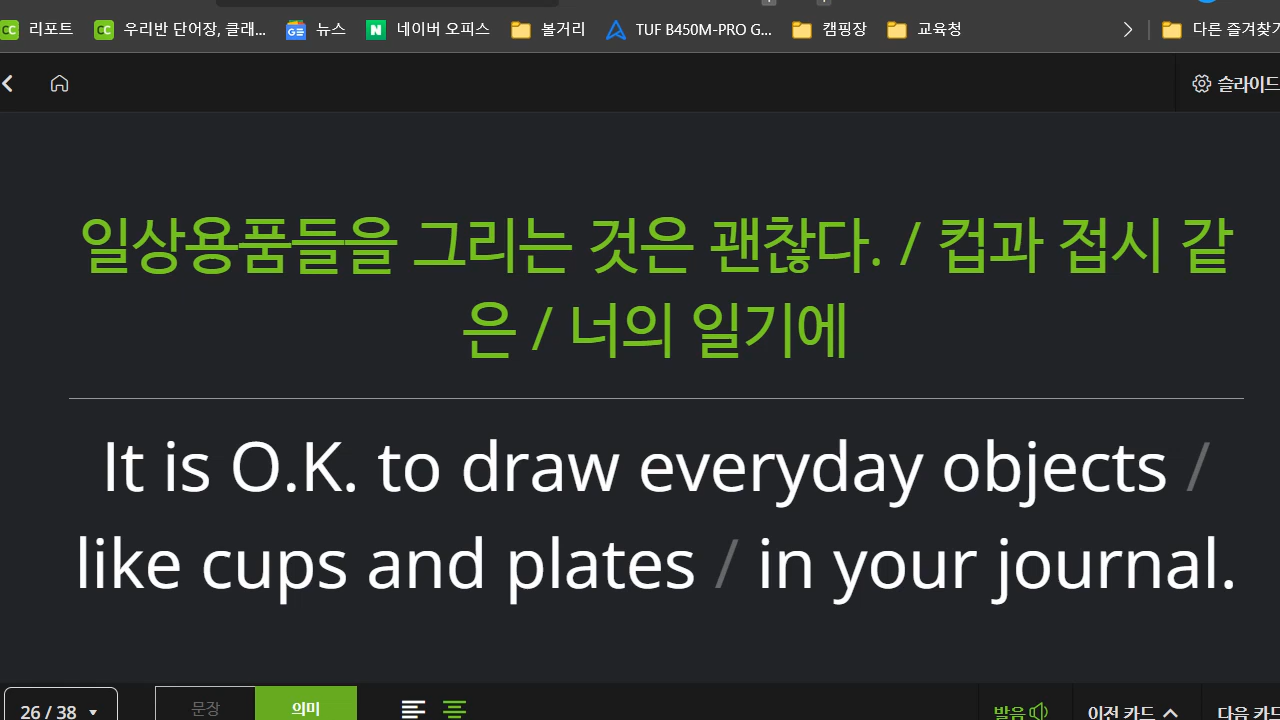 리포트
우리반 단어장, 클래...
뉴스
네이버 오피스
볼거리
TUF B450M-PRO G...
캠핑장
교육청
다른 즐겨찾기
슬라이드
일상용품들을 그리는 것은 괜찮다. / 컵과 접시 같
은 / 너의 일기에
It is O.K. to draw everyday objects /
like cups and plates / in your journal.
26 / 38
문장
의미
발음
이전 카드
다음 카드